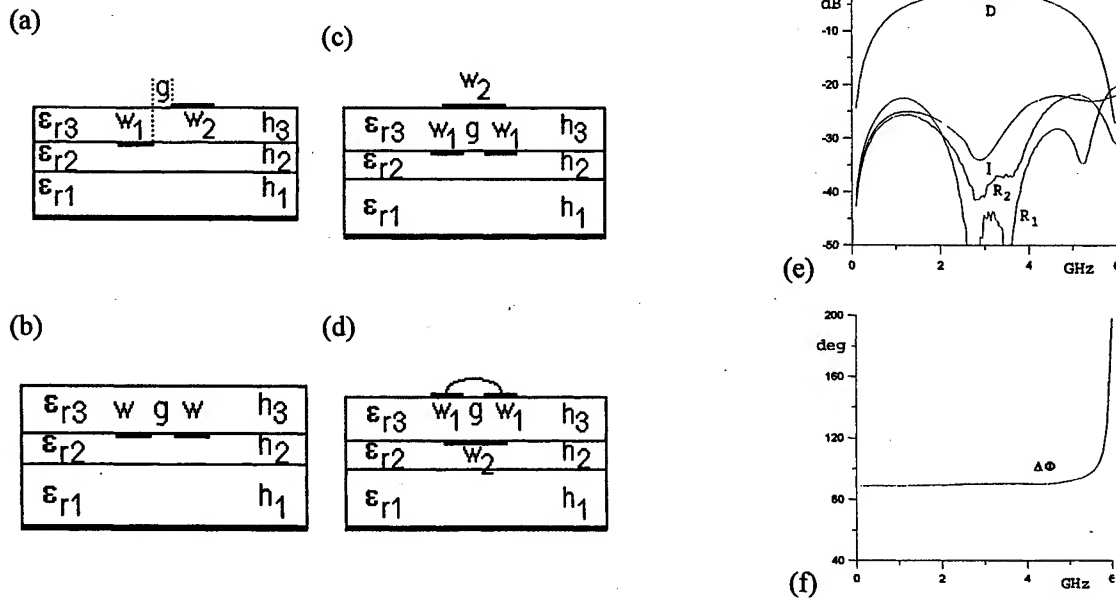 (a)
g
εr3 w1 w2 h3
εr2 h2
εr1 h1
(b)
εr3 w g w h3
εr2 h2
εr1 h1
(c)
w2
εr3 w1 g w1 h3
εr2 h2
εr1 h1
(d)
εr3 w1 g w1 h3
εr2 w2 h2
εr1 h1
dB
D
-10
-20
-30
I
R2
-40
R1
-50
0 2 4 GHz 6
(e)
200
deg
160
120
ΔΦ
80
40
0 2 4 GHz 6
(f)